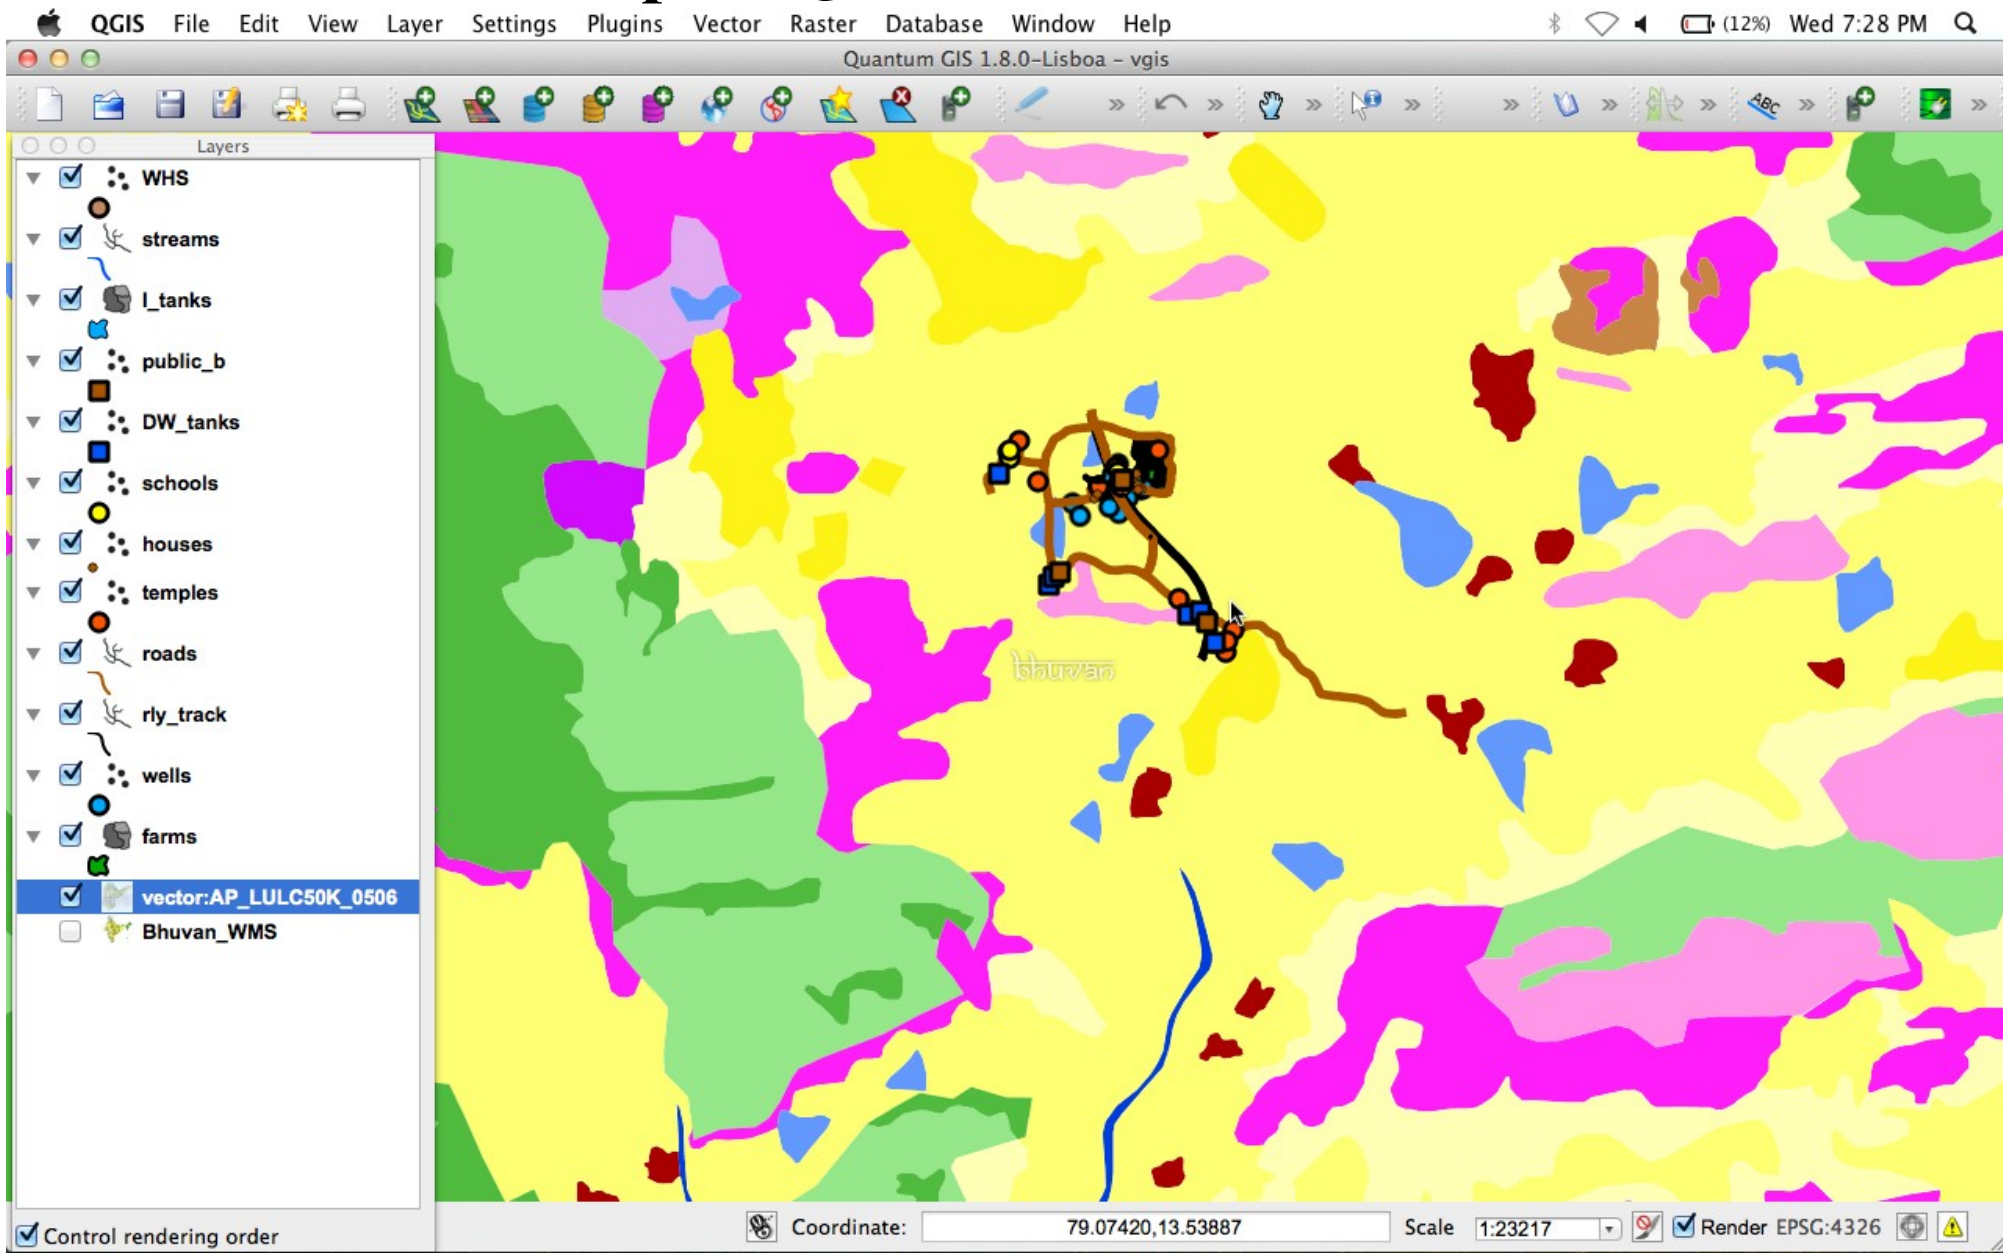 QGIS File Edit View Layer Settings Plugins Vector Raster Database Window Help (12%) Wed 7:28 PM
Quantum GIS 1.8.0-Lisboa - vgis
ABC
Layers
WHS
streams
I_tanks
public_b
DW_tanks
schools
houses
temples
roads
rly_track
wells
farms
vector:AP_LULC50K_0506
Bhuvan_WMS
Control rendering order
bhuvan
Coordinate: 79.07420,13.53887 Scale 1:23217 Render EPSG:4326